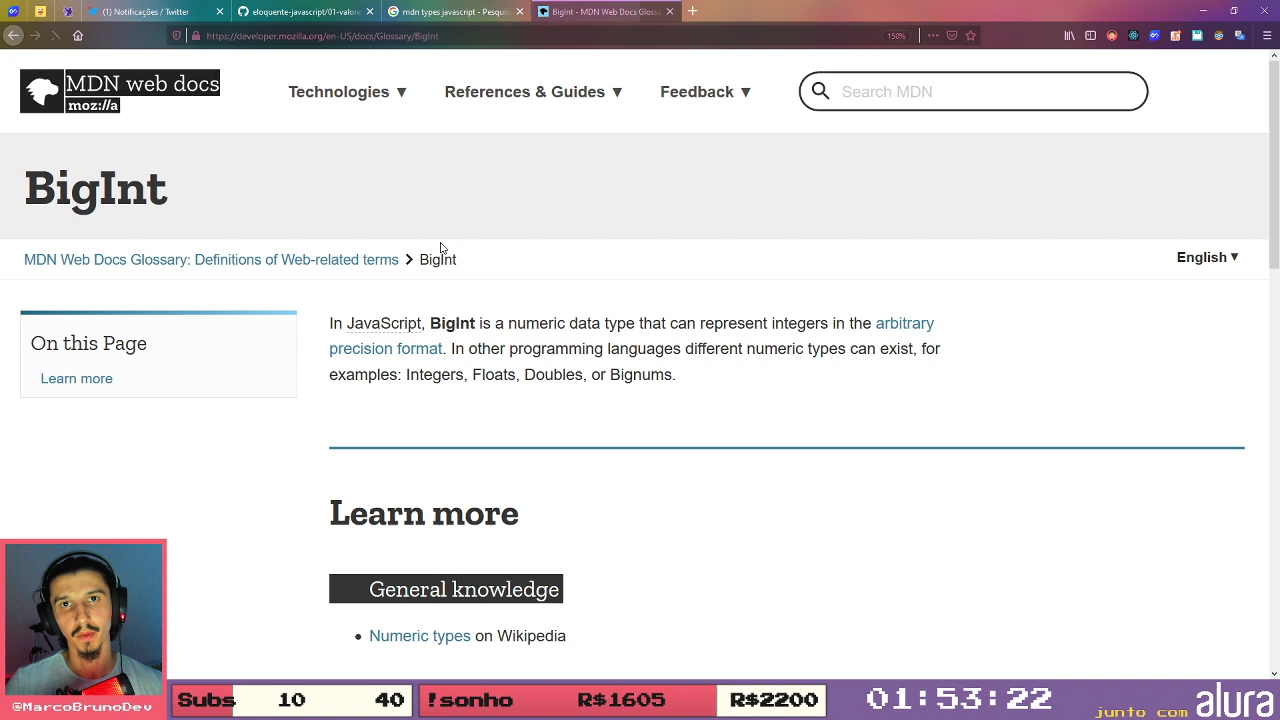 (1) Notificações / Twitter
eloquente-javascript/01-valore
mdn types javascript - Pesquis
BigInt - MDN Web Docs Glossa
https://developer.mozilla.org/en-US/docs/Glossary/BigInt
150%
MDN web docs
moz://a
Technologies ▼
References & Guides ▼
Feedback ▼
Search MDN
BigInt
MDN Web Docs Glossary: Definitions of Web-related terms > BigInt
English ▼
On this Page
Learn more
In JavaScript, BigInt is a numeric data type that can represent integers in the arbitrary
precision format. In other programming languages different numeric types can exist, for
examples: Integers, Floats, Doubles, or Bignums.
Learn more
General knowledge
• Numeric types on Wikipedia
@MarcoBrunoDev
Subs 10 40
!sonho R$1605 R$2200
01:53:22
junto com alura